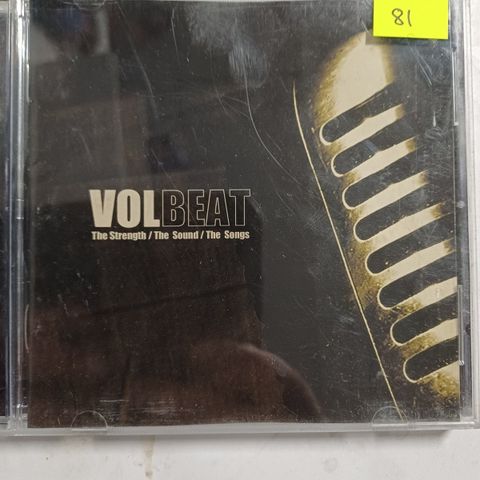 81
VOLBEAT
The Strength / The Sound / The Songs